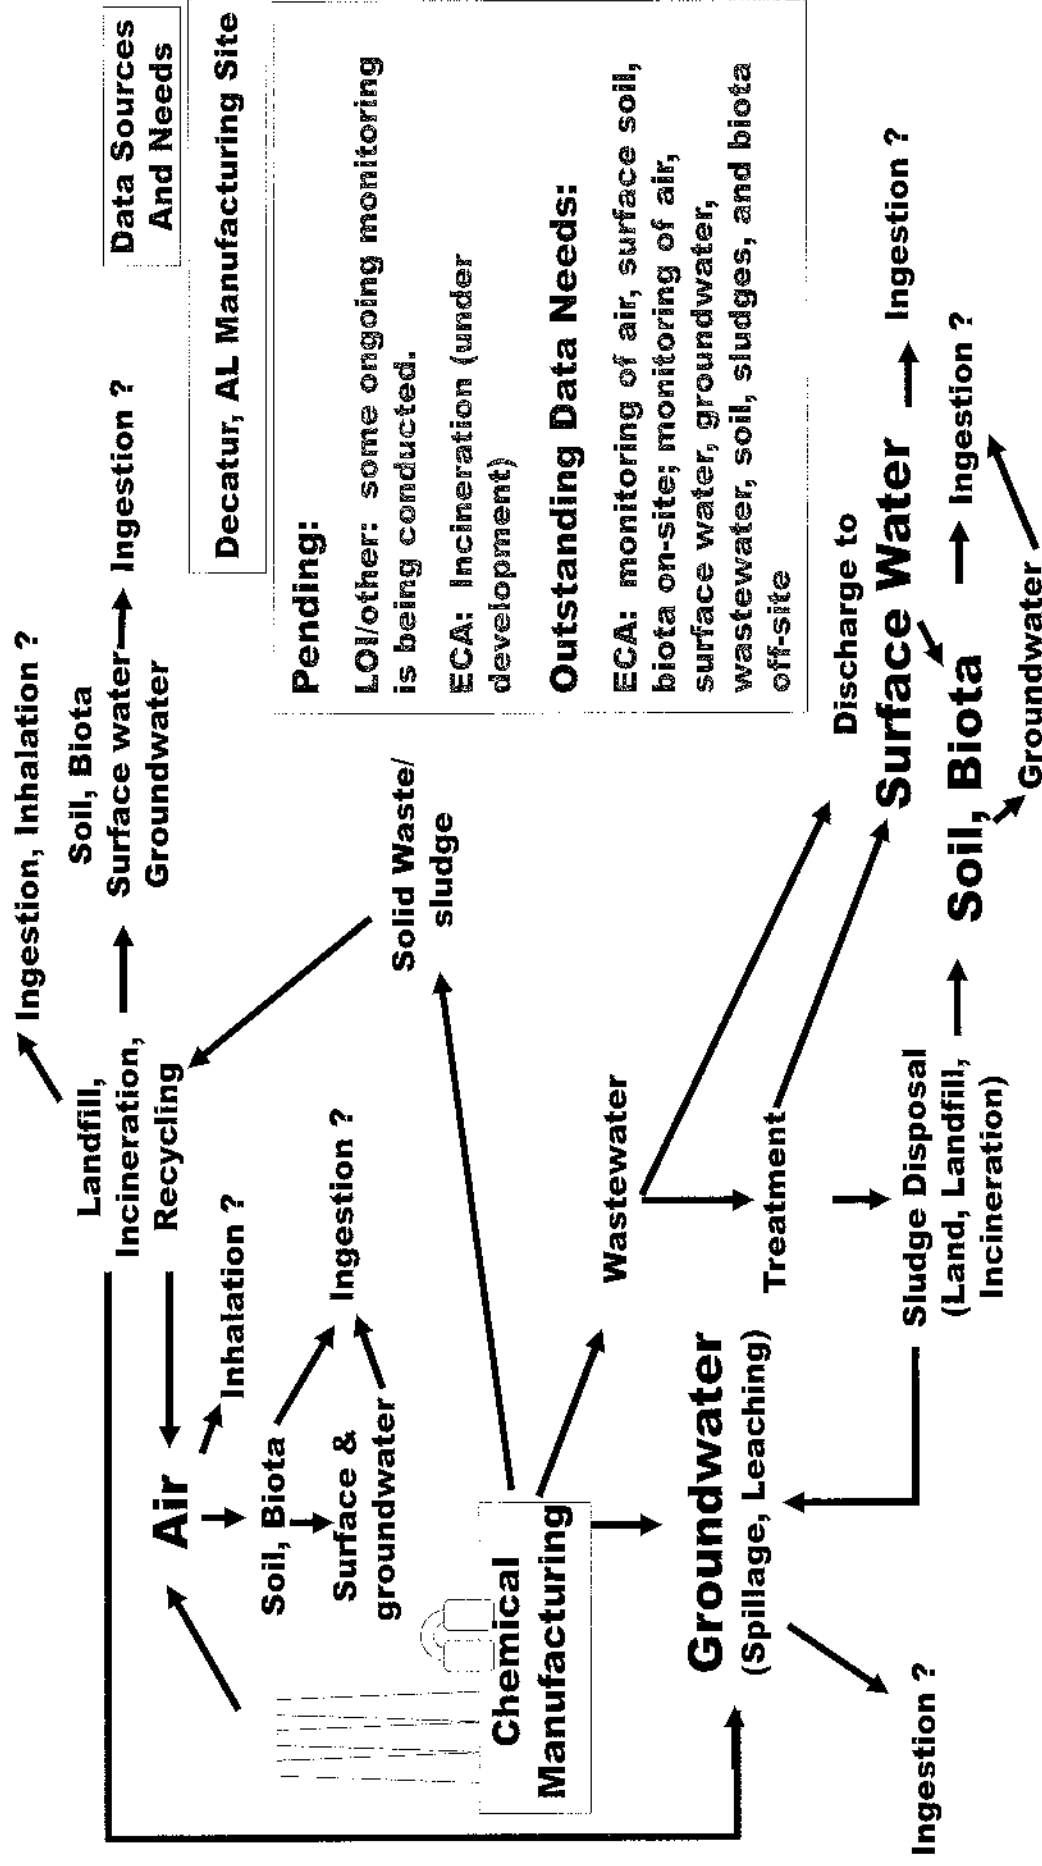 Data Sources
And Needs
Decatur, AL Manufacturing Site
Pending:
LOI/other: some ongoing monitoring
is being conducted.
ECA: Incineration (under
development)
Outstanding Data Needs:
ECA: monitoring of air, surface soil,
biota on-site; monitoring of air,
surface water, groundwater,
wastewater, soil, sludges, and biota
off-site
Ingestion, Inhalation ?
Landfill,
Incineration,
Recycling
Soil, Biota
Surface water
Groundwater
Ingestion ?
Air
Inhalation ?
Soil, Biota
Surface &
groundwater
Ingestion ?
Solid Waste/
sludge
Chemical
Manufacturing
Wastewater
Groundwater
(Spillage, Leaching)
Treatment
Discharge to
Surface Water
Ingestion ?
Sludge Disposal
(Land, Landfill,
Incineration)
Soil, Biota
Ingestion ?
Groundwater
Ingestion ?